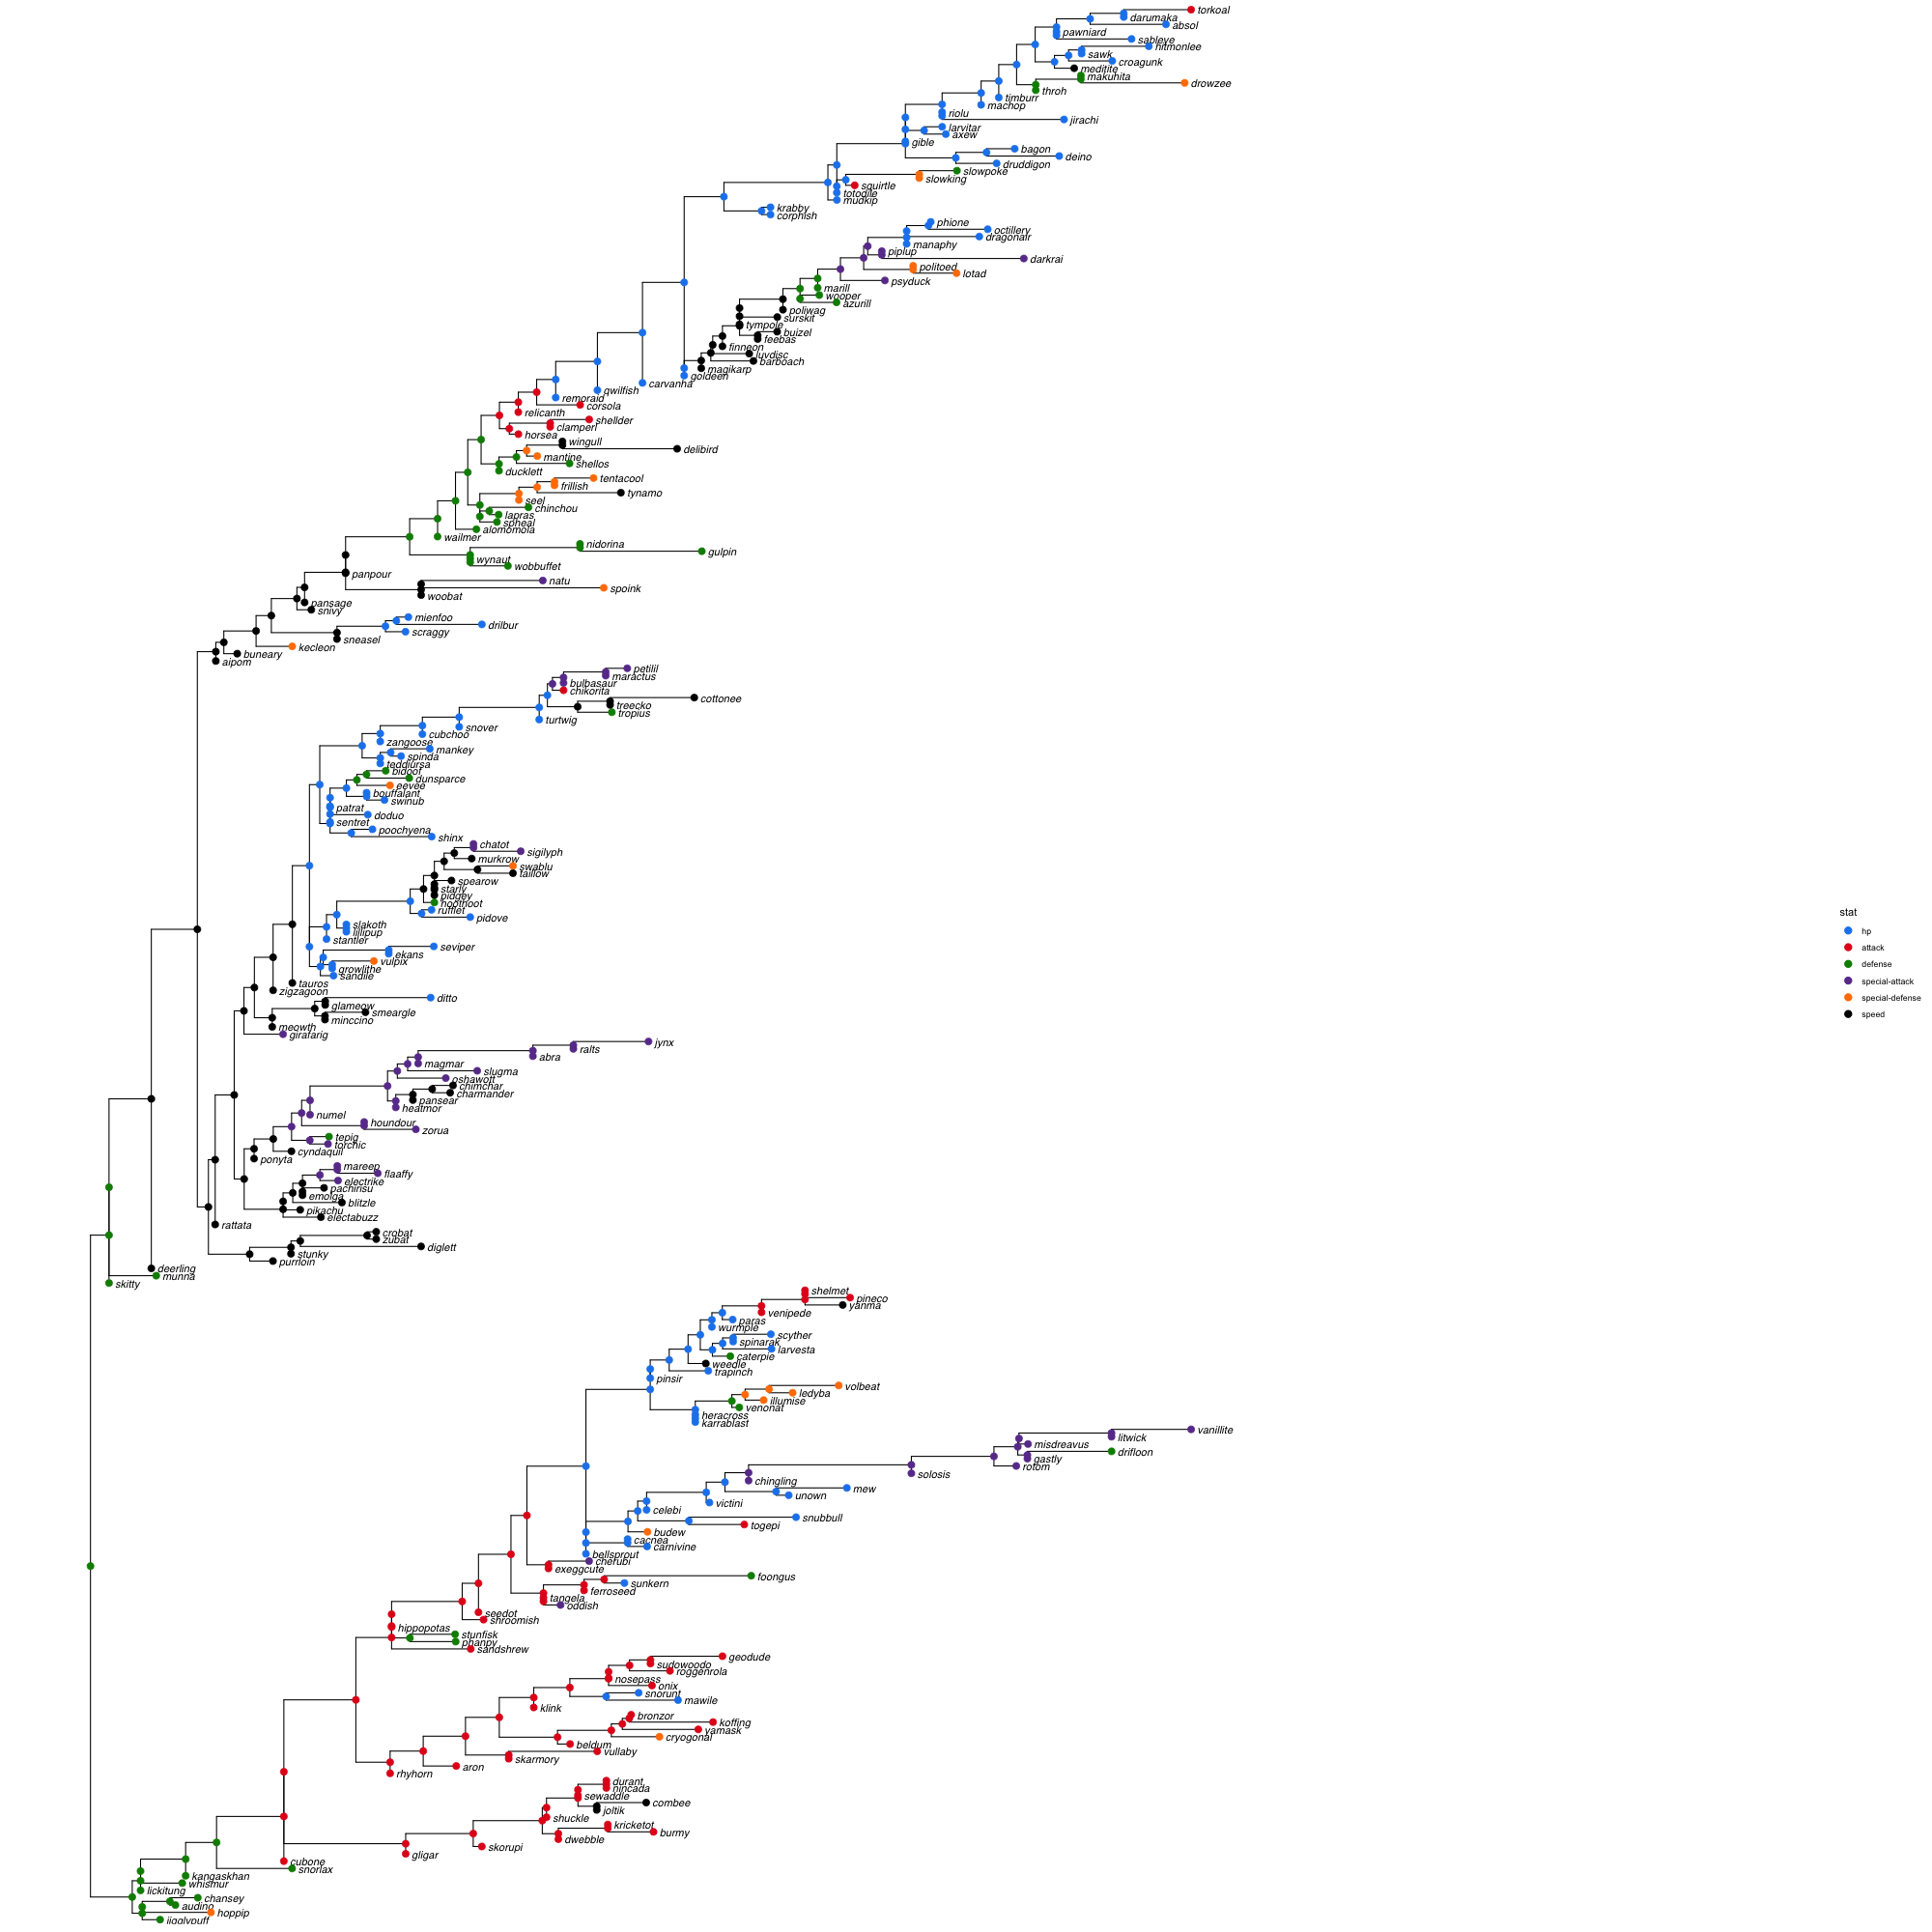 torkoal
darumaka
absol
pawniard
sableye
hitmonlee
sawk
croagunk
meditite
makuhita
drowzee
throh
timburr
machop
riolu
jirachi
larvitar
axew
gible
bagon
deino
druddigon
slowpoke
slowking
squirtle
totodile
mudkip
krabby
corphish
phione
octillery
dragonair
manaphy
piplup
darkrai
politoed
lotad
psyduck
marill
wooper
azurill
poliwag
surskit
tympole
buizel
feebas
finneon
luvdisc
barboach
magikarp
goldeen
carvanha
qwilfish
remoraid
corsola
relicanth
shellder
clamperl
horsea
wingull
delibird
mantine
shellos
ducklett
tentacool
frillish
tynamo
seel
chinchou
lapras
spheal
alomomola
wailmer
nidorina
gulpin
wynaut
wobbuffet
panpour
natu
spoink
woobat
pansage
snivy
mienfoo
drilbur
scraggy
sneasel
kecleon
buneary
aipom
petilil
maractus
bulbasaur
chikorita
cottonee
treecko
tropius
turtwig
snover
cubchoo
zangoose
mankey
spinda
teddiursa
bidoof
dunsparce
eevee
bouffalant
swinub
patrat
doduo
sentret
poochyena
shinx
chatot
sigilyph
murkrow
swablu
taillow
spearow
starly
pidgey
hoothoot
rufflet
pidove
slakoth
lillipup
stantler
seviper
ekans
vulpix
growlithe
sandile
tauros
zigzagoon
ditto
glameow
smeargle
minccino
meowth
girafarig
jynx
ralts
abra
magmar
slugma
oshawott
chimchar
charmander
pansear
heatmor
numel
houndour
zorua
tepig
torchic
cyndaquil
ponyta
mareep
flaaffy
electrike
pachirisu
emolga
blitzle
pikachu
electabuzz
rattata
crobat
zubat
diglett
stunky
purrloin
deerling
munna
skitty
stat
hp
attack
defense
special-attack
special-defense
speed
shelmet
pineco
yanma
venipede
paras
wurmple
scyther
spinarak
larvesta
caterpie
weedle
trapinch
pinsir
volbeat
ledyba
illumise
venonat
heracross
karrablast
vanillite
litwick
misdreavus
drifloon
gastly
rotom
solosis
chingling
mew
unown
victini
celebi
snubbull
togepi
budew
cacnea
carnivine
bellsprout
cherubi
exeggcute
foongus
sunkern
ferroseed
tangela
oddish
seedot
shroomish
hippopotas
stunfisk
phanpy
sandshrew
geodude
sudowoodo
roggenrola
nosepass
onix
snorunt
mawile
klink
bronzor
koffing
yamask
cryogonal
beldum
vullaby
skarmory
aron
rhyhorn
durant
nincada
sewaddle
combee
joltik
shuckle
kricketot
burmy
dwebble
skorupi
gligar
cubone
snorlax
kangaskhan
whismur
lickitung
chansey
audino
hoppip
jigglypuff